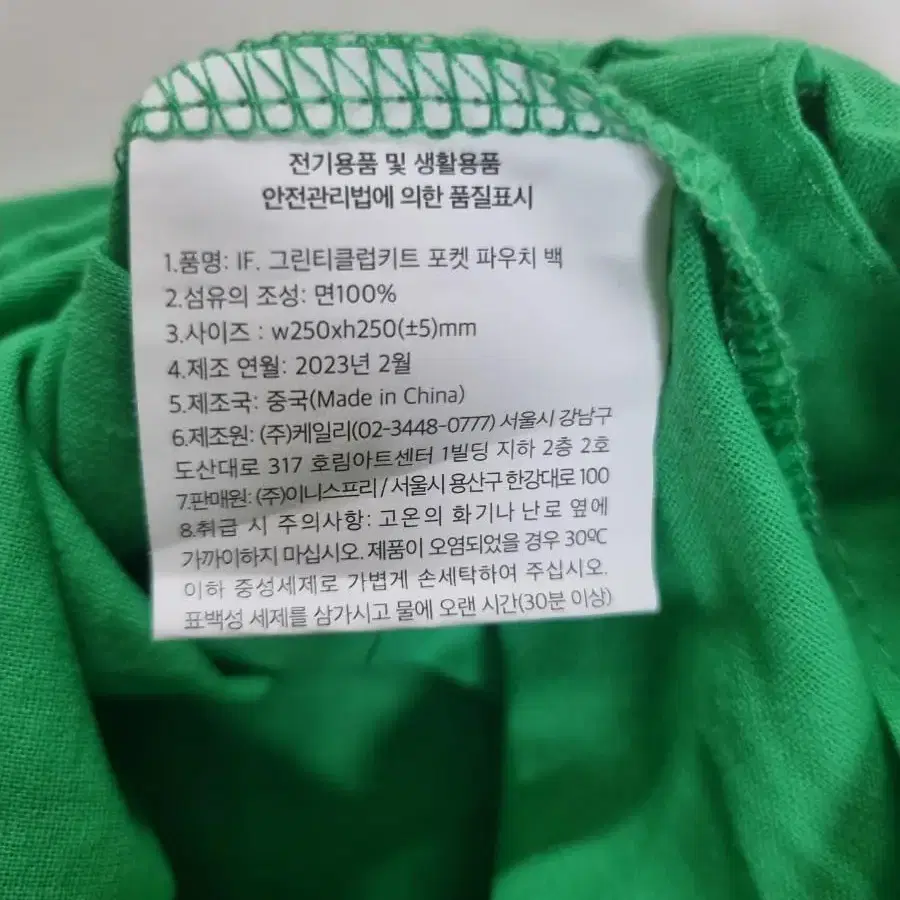 전기용품 및 생활용품
안전관리법에 의한 품질표시
1.품명: IF. 그린티클럽키트 포켓 파우치 백
2.섬유의 조성: 면100%
3.사이즈 : w250xh250(±5)mm
4.제조 연월: 2023년 2월
5.제조국: 중국(Made in China)
6.제조원: (주)케일리(02-3448-0777) 서울시 강남구
도산대로 317 호림아트센터 1빌딩 지하 2층 2호
7.판매원: (주)이니스프리 / 서울시 용산구 한강대로 100
8.취급 시 주의사항: 고온의 화기나 난로 옆에
가까이하지 마십시오. 제품이 오염되었을 경우 30ºC
이하 중성세제로 가볍게 손세탁하여 주십시오.
표백성 세제를 삼가시고 물에 오랜 시간(30분 이상)